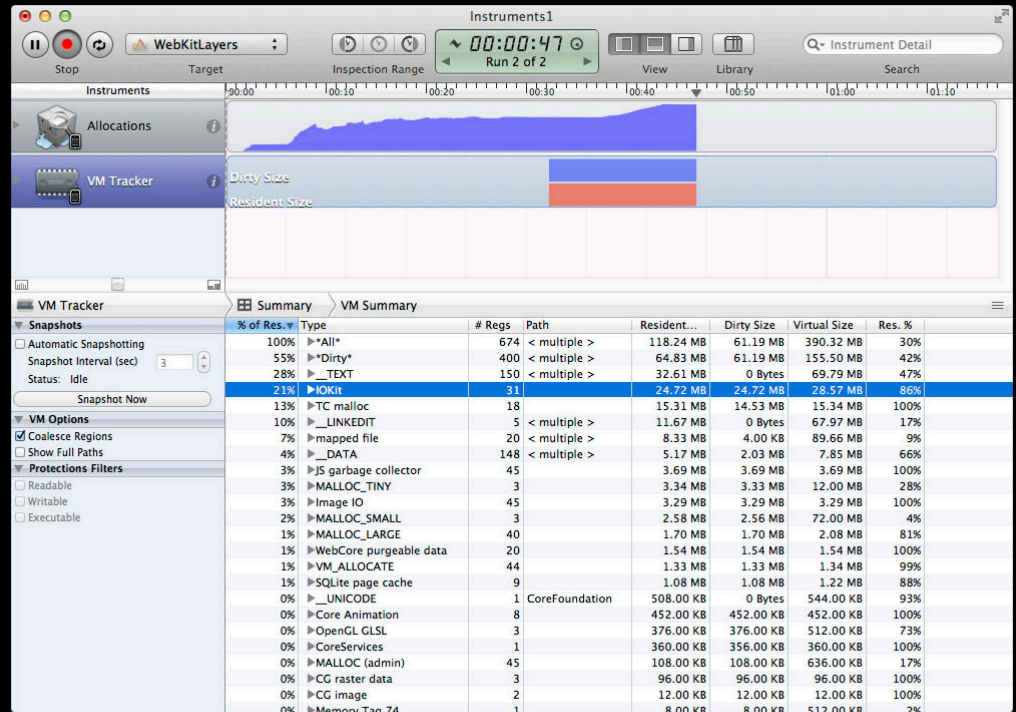 Instruments1
WebKitLayers
00:00:47
Run 2 of 2
Instrument Detail
Stop Target Inspection Range View Library Search
Instruments 00:00 00:10 00:20 00:30 00:40 00:50 01:00 01:10
Allocations
VM Tracker Dirty Size
Resident Size
VM Tracker Summary VM Summary
Snapshots
Automatic Snapshotting
Snapshot Interval (sec) 3
Status: Idle
Snapshot Now
VM Options
Coalesce Regions
Show Full Paths
Protections Filters
Readable
Writable
Executable
% of Res. Type # Regs Path Resident... Dirty Size Virtual Size Res. %
100% *All* 674 < multiple > 118.24 MB 61.19 MB 390.32 MB 30%
55% *Dirty* 400 < multiple > 64.83 MB 61.19 MB 155.50 MB 42%
28% __TEXT 150 < multiple > 32.61 MB 0 Bytes 69.79 MB 47%
21% IOKit 31 24.72 MB 24.72 MB 28.57 MB 86%
13% TC malloc 18 15.31 MB 14.53 MB 15.34 MB 100%
10% __LINKEDIT 5 < multiple > 11.67 MB 0 Bytes 67.97 MB 17%
7% mapped file 20 < multiple > 8.33 MB 4.00 KB 89.66 MB 9%
4% __DATA 148 < multiple > 5.17 MB 2.03 MB 7.85 MB 66%
3% JS garbage collector 45 3.69 MB 3.69 MB 3.69 MB 100%
3% MALLOC_TINY 3 3.34 MB 3.33 MB 12.00 MB 28%
3% Image IO 45 3.29 MB 3.29 MB 3.29 MB 100%
2% MALLOC_SMALL 3 2.58 MB 2.56 MB 72.00 MB 4%
1% MALLOC_LARGE 40 1.70 MB 1.70 MB 2.08 MB 81%
1% WebCore purgeable data 20 1.54 MB 1.54 MB 1.54 MB 100%
1% VM_ALLOCATE 44 1.33 MB 1.33 MB 1.34 MB 99%
1% SQLite page cache 9 1.08 MB 1.08 MB 1.22 MB 88%
0% __UNICODE 1 CoreFoundation 508.00 KB 0 Bytes 544.00 KB 93%
0% Core Animation 8 452.00 KB 452.00 KB 452.00 KB 100%
0% OpenGL GLSL 3 376.00 KB 376.00 KB 512.00 KB 73%
0% CoreServices 1 360.00 KB 356.00 KB 360.00 KB 100%
0% MALLOC (admin) 45 108.00 KB 108.00 KB 636.00 KB 17%
0% CG raster data 3 96.00 KB 96.00 KB 96.00 KB 100%
0% CG image 2 12.00 KB 12.00 KB 12.00 KB 100%
0% Memory Tag 74 1 8.00 KB 8.00 KB 512.00 KB 2%